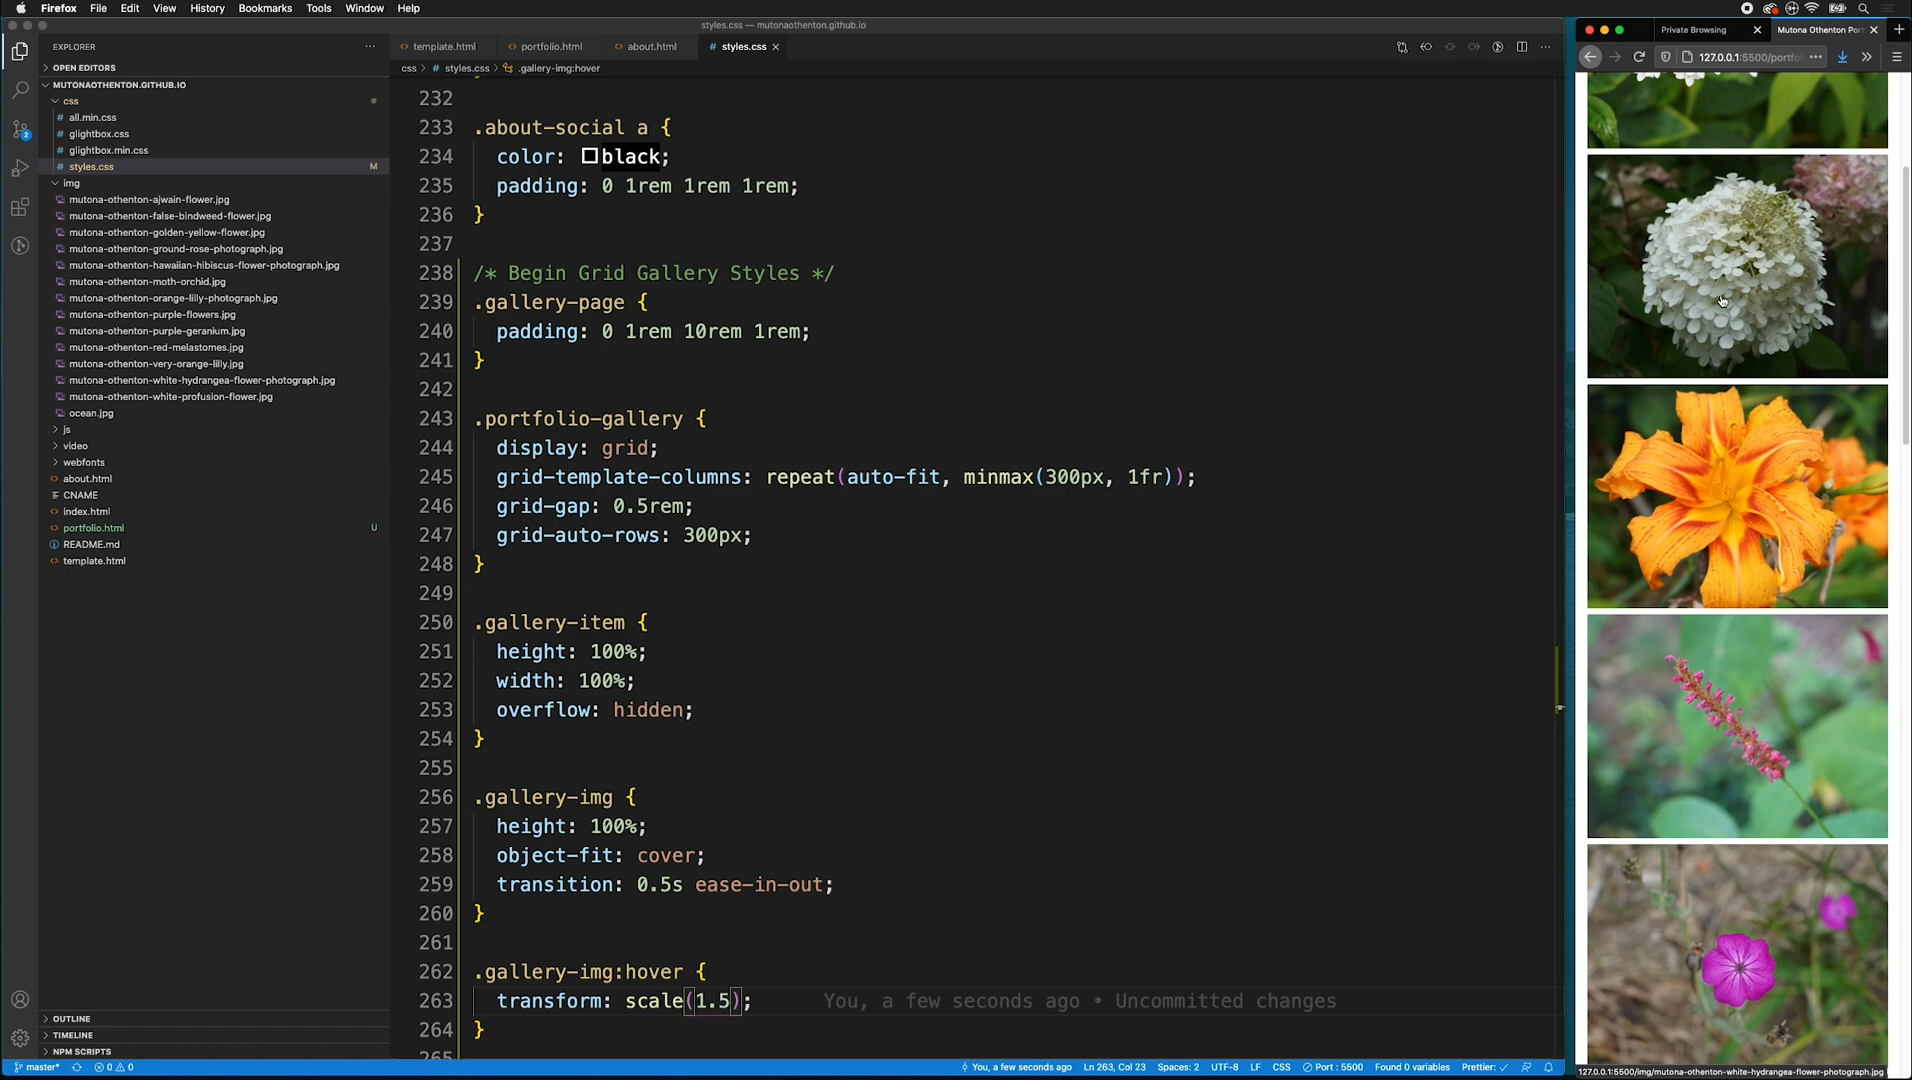 Firefox File Edit View History Bookmarks Tools Window Help
styles.css — mutonaothenton.github.io
EXPLORER
OPEN EDITORS
MUTONAOTHENTON.GITHUB.IO
css
# all.min.css
# glightbox.css
# glightbox.min.css
# styles.css M
img
mutona-othenton-ajwain-flower.jpg
mutona-othenton-false-bindweed-flower.jpg
mutona-othenton-golden-yellow-flower.jpg
mutona-othenton-ground-rose-photograph.jpg
mutona-othenton-hawaiian-hibiscus-flower-photograph.jpg
mutona-othenton-moth-orchid.jpg
mutona-othenton-orange-lilly-photograph.jpg
mutona-othenton-purple-flowers.jpg
mutona-othenton-purple-geranium.jpg
mutona-othenton-red-melastomes.jpg
mutona-othenton-very-orange-lilly.jpg
mutona-othenton-white-hydrangea-flower-photograph.jpg
mutona-othenton-white-profusion-flower.jpg
ocean.jpg
js
video
webfonts
about.html
CNAME
index.html
portfolio.html U
README.md
template.html
OUTLINE
TIMELINE
NPM SCRIPTS
2
template.html portfolio.html about.html # styles.css
css > # styles.css > .gallery-img:hover
232
233 .about-social a {
234 color: black;
235 padding: 0 1rem 1rem 1rem;
236 }
237
238 /* Begin Grid Gallery Styles */
239 .gallery-page {
240 padding: 0 1rem 10rem 1rem;
241 }
242
243 .portfolio-gallery {
244 display: grid;
245 grid-template-columns: repeat(auto-fit, minmax(300px, 1fr));
246 grid-gap: 0.5rem;
247 grid-auto-rows: 300px;
248 }
249
250 .gallery-item {
251 height: 100%;
252 width: 100%;
253 overflow: hidden;
254 }
255
256 .gallery-img {
257 height: 100%;
258 object-fit: cover;
259 transition: 0.5s ease-in-out;
260 }
261
262 .gallery-img:hover {
263 transform: scale(1.5); You, a few seconds ago • Uncommitted changes
264 }
265
master* 0 0 You, a few seconds ago Ln 263, Col 23 Spaces: 2 UTF-8 LF CSS Port : 5500 Found 0 variables Prettier: ✓
Private Browsing Mutona Othenton Por
127.0.0.1:5500/portfol
127.0.0.1:5500/img/mutona-othenton-white-hydrangea-flower-photograph.jpg